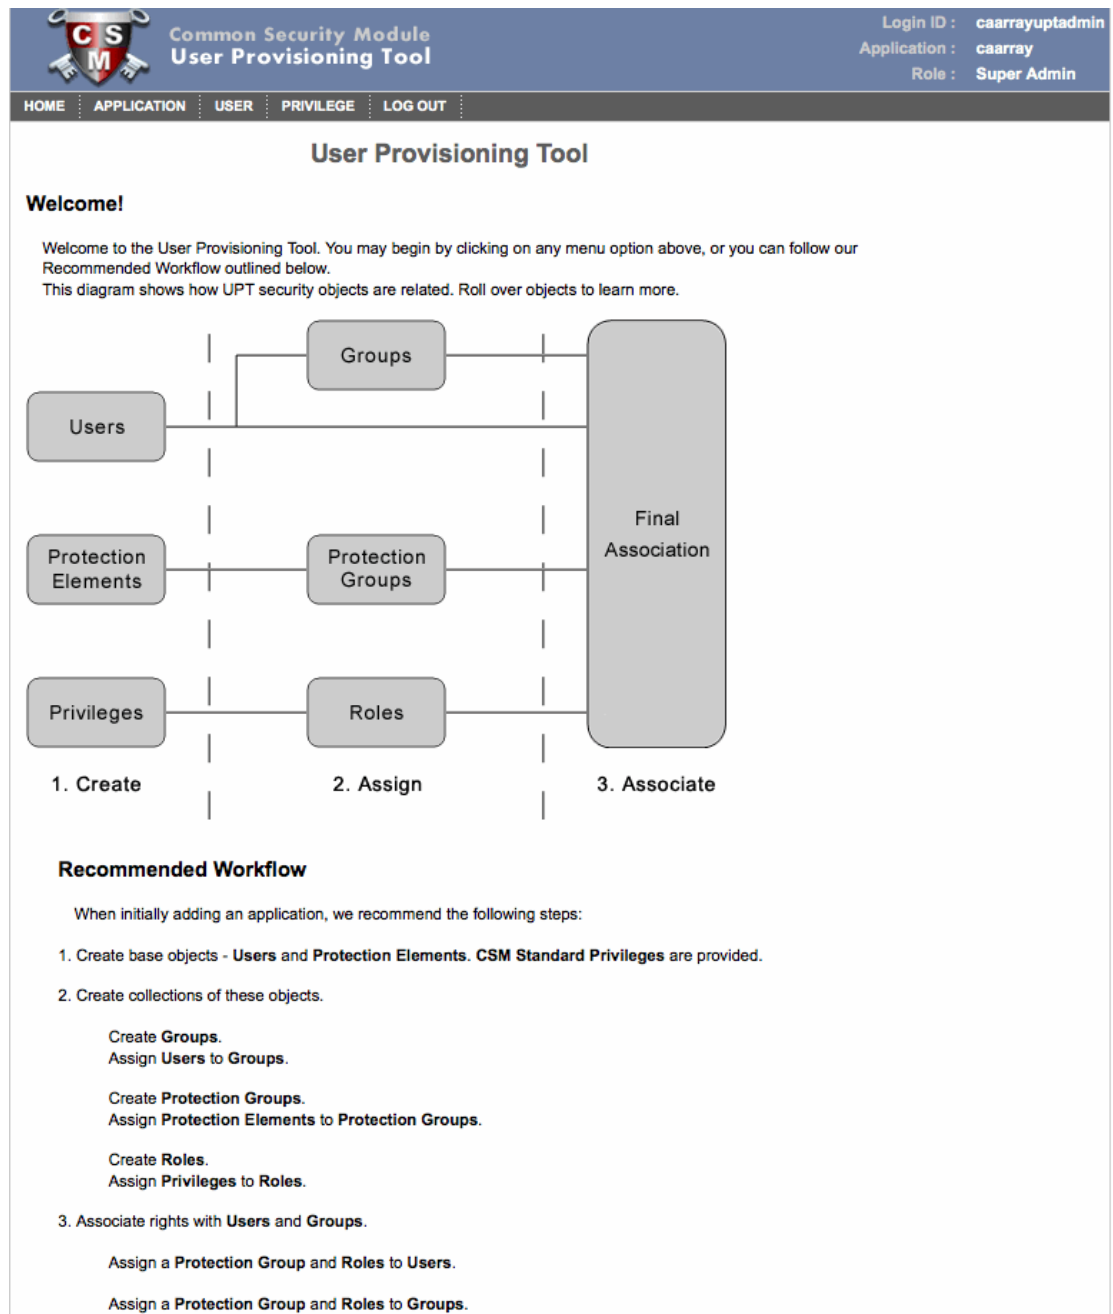 C S M
Common Security Module
User Provisioning Tool
Login ID : caarrayuptadmin
Application : caarray
Role : Super Admin
HOME APPLICATION USER PRIVILEGE LOG OUT
User Provisioning Tool
Welcome!
Welcome to the User Provisioning Tool. You may begin by clicking on any menu option above, or you can follow our
Recommended Workflow outlined below.
This diagram shows how UPT security objects are related. Roll over objects to learn more.
Groups
Users
Final
Association
Protection
Elements
Protection
Groups
Privileges
Roles
1. Create
2. Assign
3. Associate
Recommended Workflow
When initially adding an application, we recommend the following steps:
1. Create base objects - Users and Protection Elements. CSM Standard Privileges are provided.
2. Create collections of these objects.
Create Groups.
Assign Users to Groups.
Create Protection Groups.
Assign Protection Elements to Protection Groups.
Create Roles.
Assign Privileges to Roles.
3. Associate rights with Users and Groups.
Assign a Protection Group and Roles to Users.
Assign a Protection Group and Roles to Groups.